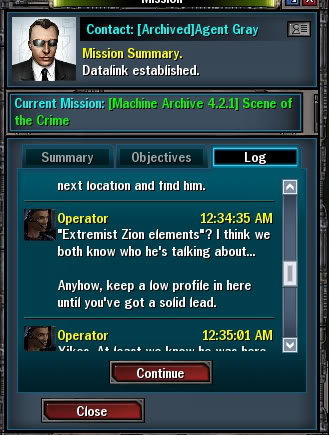 Mission
Contact: [Archived]Agent Gray
Mission Summary.
Datalink established.
Current Mission: [Machine Archive 4.2.1] Scene of
the Crime
Summary
Objectives
Log
next location and find him.
Operator 12:34:35 AM
"Extremist Zion elements"? I think we
both know who's talking about...
Anyhow, keep a low profile in here
until you've got a solid lead.
Operator 12:35:01 AM
Yikes. At least we know he was here
Continue
Close